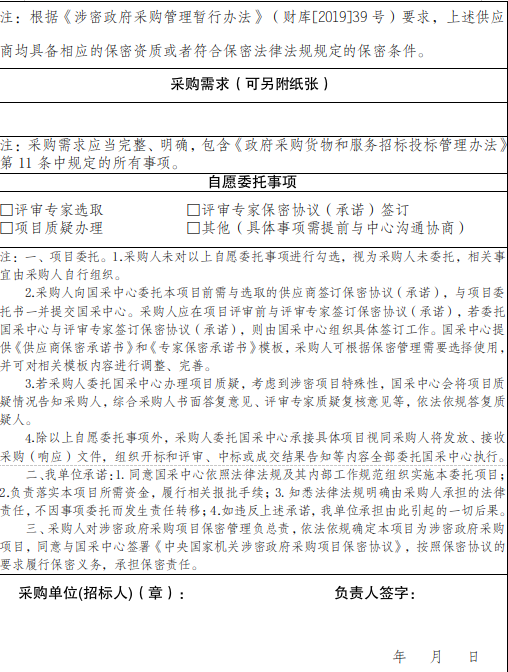 注：根据《涉密政府采购管理暂行办法》（财库[2019]39 号）要求，上述供应
商均具备相应的保密资质或者符合保密法律法规规定的保密条件。
采购需求（可另附纸张）
注：采购需求应当完整、明确，包含《政府采购货物和服务招标投标管理办法》
第 11 条中规定的所有事项。
自愿委托事项
□评审专家选取 □评审专家保密协议（承诺）签订
□项目质疑办理 □其他（具体事项需提前与中心沟通协商）
注：一、项目委托。1.采购人未对以上自愿委托事项进行勾选，视为采购人未委托，相关事
宜由采购人自行组织。
2.采购人向国采中心委托本项目前需与选取的供应商签订保密协议（承诺），与项目委
托书一并提交国采中心。采购人应在项目评审前与评审专家签订保密协议（承诺），若委托
国采中心与评审专家签订保密协议（承诺），则由国采中心组织具体签订工作。国采中心提
供《供应商保密承诺书》和《专家保密承诺书》模板，采购人可根据保密管理需要选择使用，
并可对相关模板内容进行调整、完善。
3.若采购人委托国采中心办理项目质疑，考虑到涉密项目特殊性，国采中心会将项目质
疑情况告知采购人，综合采购人书面答复意见、评审专家质疑复核意见等，依法依规答复质
疑人。
4.除以上自愿委托事项外，采购人委托国采中心承接具体项目视同采购人将发放、接收
采购（响应）文件，组织开标和评审、中标或成交结果告知等内容全部委托国采中心执行。
二、我单位承诺：1.同意国采中心依照法律法规及其内部工作规范组织实施本委托项目；
2.负责落实本项目所需资金，履行相关报批手续；3.知悉法律法规明确由采购人承担的法律
责任，不因事项委托而发生责任转移；4.如违反上述承诺，我单位承担由此引起的一切后果。
三、采购人对涉密政府采购项目保密管理负总责，依法依规确定本项目为涉密政府采购
项目，同意与国采中心签署《中央国家机关涉密政府采购项目保密协议》，按照保密协议的
要求履行保密义务，承担保密责任。
采购单位(招标人)（章）： 负责人签字：
年 月 日